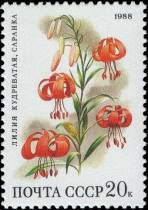 1988
ЛИЛИЯ КУДРЕВАТАЯ, САРАНКА
ПОЧТА СССР 20к